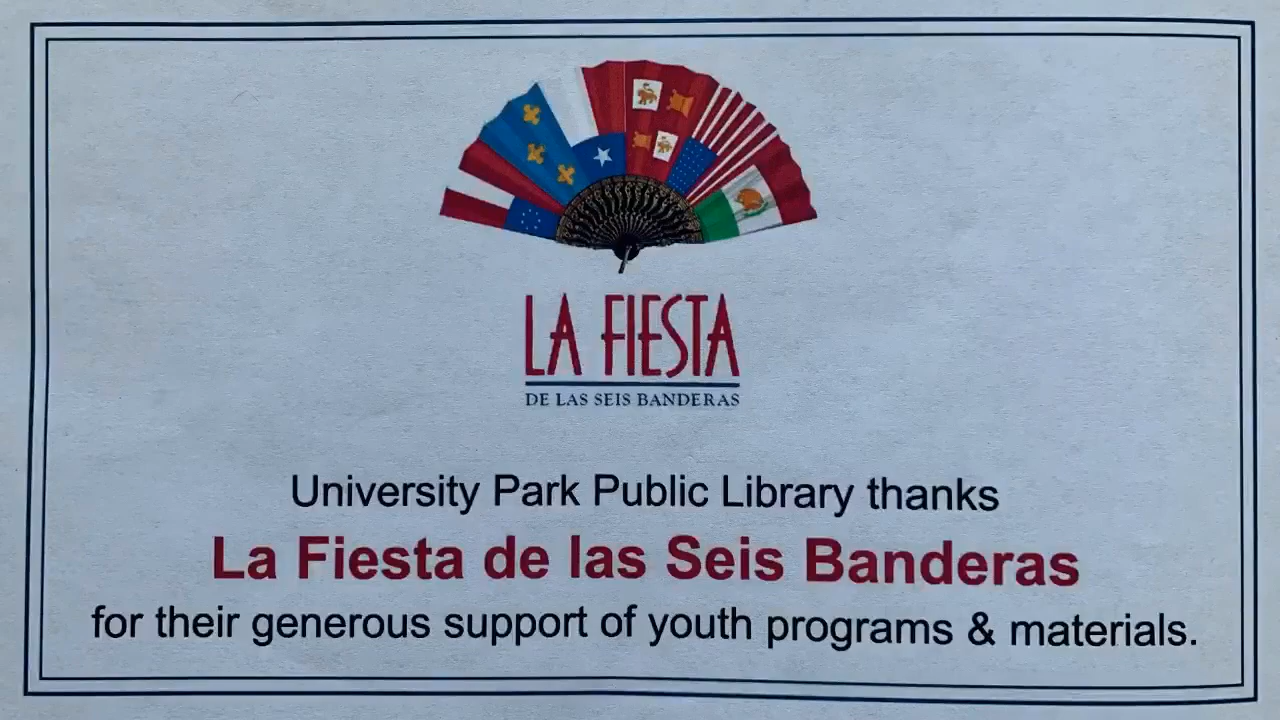 LA FIESTA
DE LAS SEIS BANDERAS
University Park Public Library thanks
La Fiesta de las Seis Banderas
for their generous support of youth programs & materials.